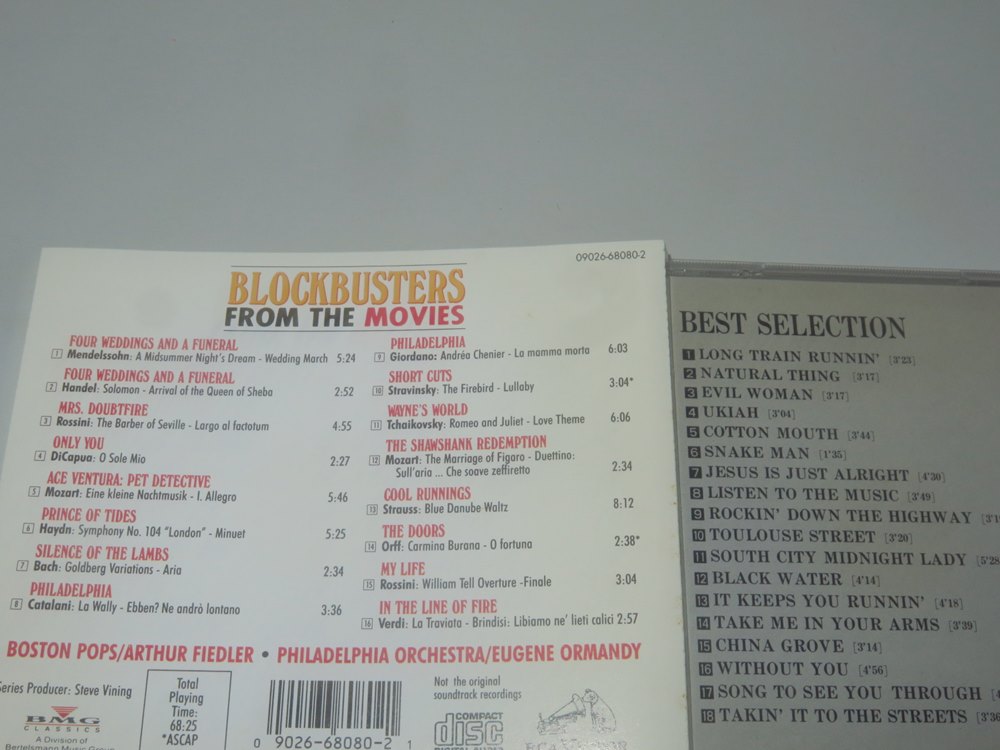 09026-68080-2
BLOCKBUSTERS
FROM THE MOVIES
FOUR WEDDINGS AND A FUNERAL
1 Mendelssohn: A Midsummer Night's Dream - Wedding March 5:24
FOUR WEDDINGS AND A FUNERAL
2 Handel: Solomon - Arrival of the Queen of Sheba 2:52
MRS. DOUBTFIRE
3 Rossini: The Barber of Seville - Largo al factotum 4:55
ONLY YOU
4 DiCapua: O Sole Mio 2:27
ACE VENTURA: PET DETECTIVE
5 Mozart: Eine kleine Nachtmusik - I. Allegro 5:46
PRINCE OF TIDES
6 Haydn: Symphony No. 104 "London" - Minuet 5:25
SILENCE OF THE LAMBS
7 Bach: Goldberg Variations - Aria 2:34
PHILADELPHIA
8 Catalani: La Wally - Ebben? Ne andrò lontano 3:36
PHILADELPHIA
9 Giordano: Andréa Chenier - La mamma morta 6:03
SHORT CUTS
10 Stravinsky: The Firebird - Lullaby 3:04*
WAYNE'S WORLD
11 Tchaikovsky: Romeo and Juliet - Love Theme 6:06
THE SHAWSHANK REDEMPTION
12 Mozart: The Marriage of Figaro - Duettino:
Sull'aria ... Che soave zeffiretto 2:34
COOL RUNNINGS
13 Strauss: Blue Danube Waltz 8:12
THE DOORS
14 Orff: Carmina Burana - O fortuna 2:38*
MY LIFE
15 Rossini: William Tell Overture -Finale 3:04
IN THE LINE OF FIRE
16 Verdi: La Traviata - Brindisi: Libiamo ne' lieti calici 2:57
BOSTON POPS/ARTHUR FIEDLER • PHILADELPHIA ORCHESTRA/EUGENE ORMANDY
Series Producer: Steve Vining
BMG
CLASSICS
A Division of
Bertelsmann Music Group
Total
Playing
Time:
68:25
*ASCAP
0 9026-68080-2 1
Not the original
soundtrack recordings
COMPACT
disc
DIGITAL AUDIO
BEST SELECTION
1 LONG TRAIN RUNNIN' [3'23]
2 NATURAL THING [3'17]
3 EVIL WOMAN [3'17]
4 UKIAH [3'04]
5 COTTON MOUTH [3'44]
6 SNAKE MAN [1'35]
7 JESUS IS JUST ALRIGHT [4'30]
8 LISTEN TO THE MUSIC [3'49]
9 ROCKIN' DOWN THE HIGHWAY
10 TOULOUSE STREET [3'20]
11 SOUTH CITY MIDNIGHT LADY [5'28
12 BLACK WATER [4'14]
13 IT KEEPS YOU RUNNIN' [4'18]
14 TAKE ME IN YOUR ARMS [3'39]
15 CHINA GROVE [3'14]
16 WITHOUT YOU [4'56]
17 SONG TO SEE YOU THROUGH
18 TAKIN' IT TO THE STREETS [3'36